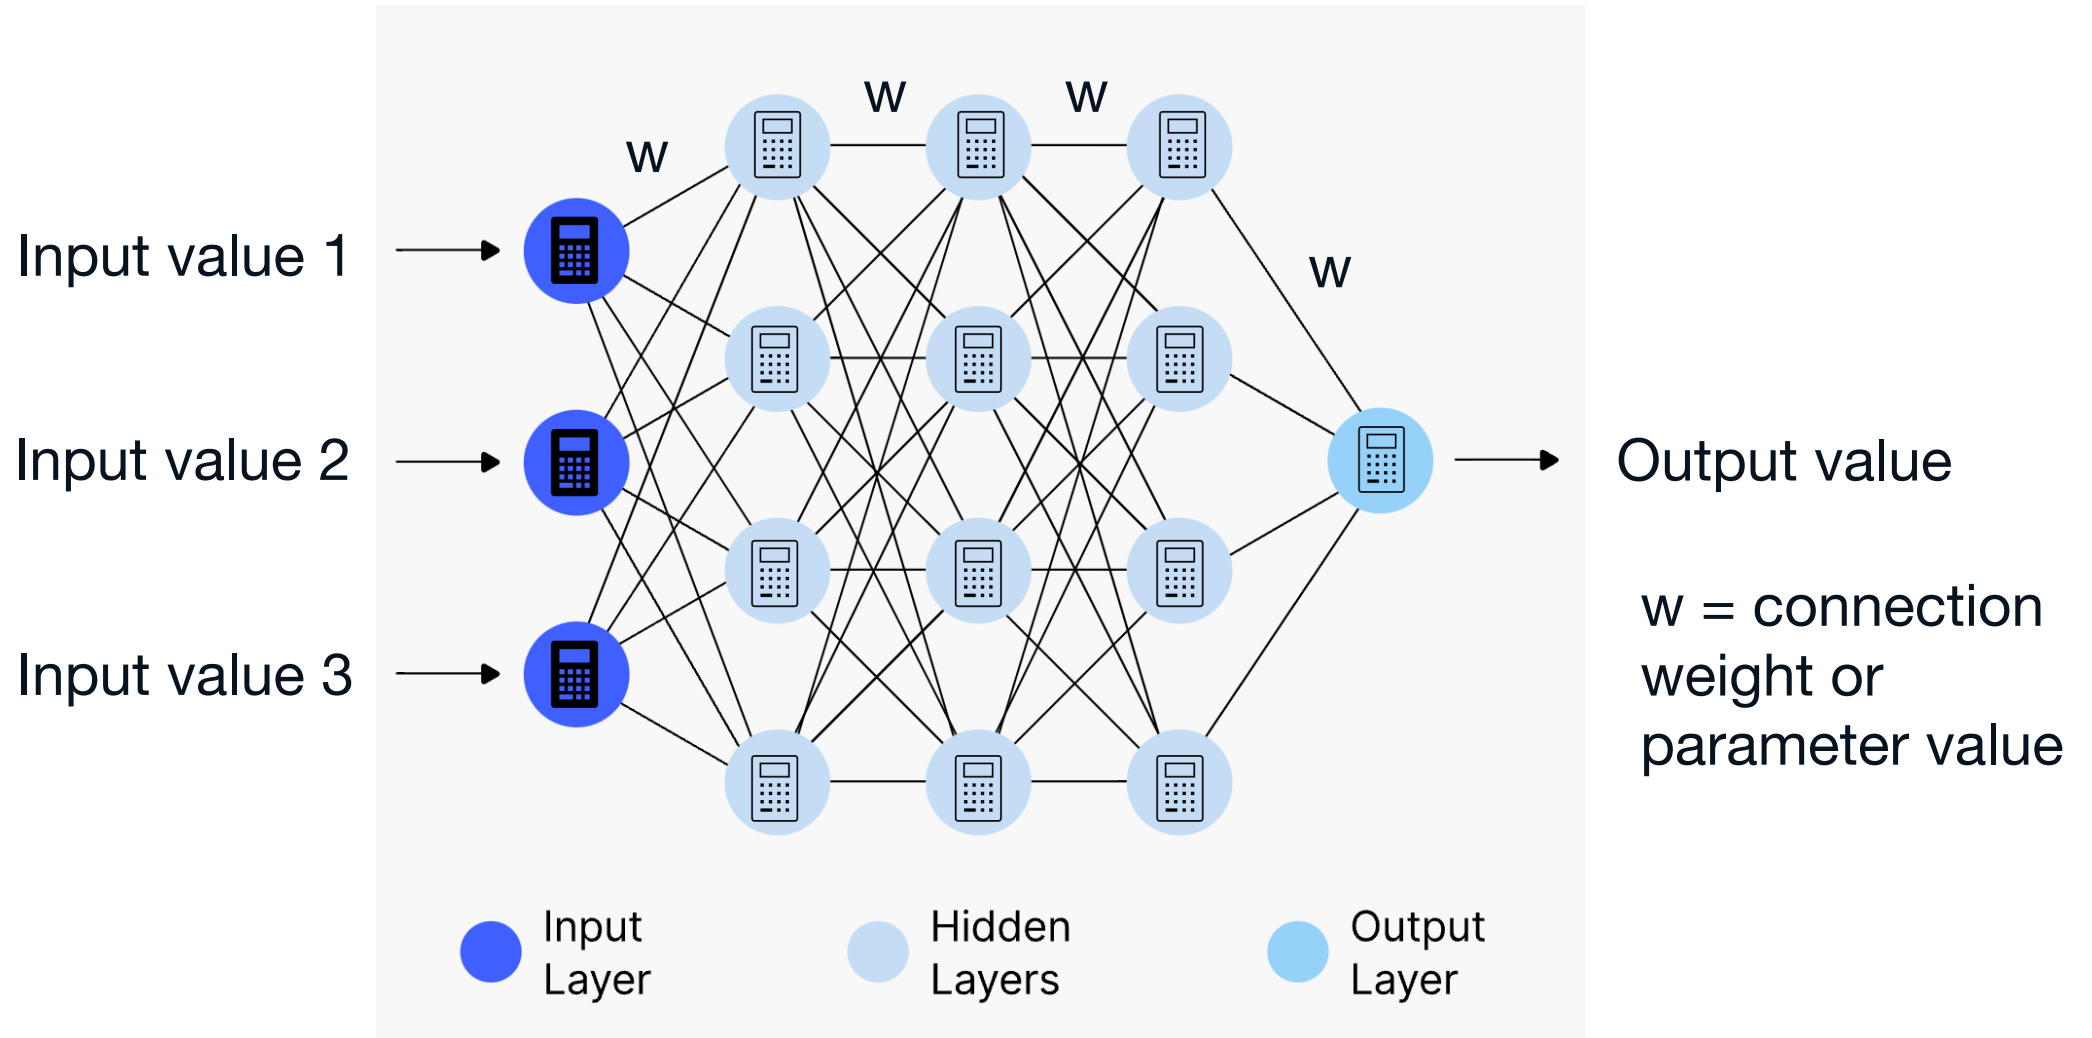 w
w
w
w
Input value 1
Input value 2
Input value 3
Output value
w = connection
weight or
parameter value
Input
Layer
Hidden
Layers
Output
Layer